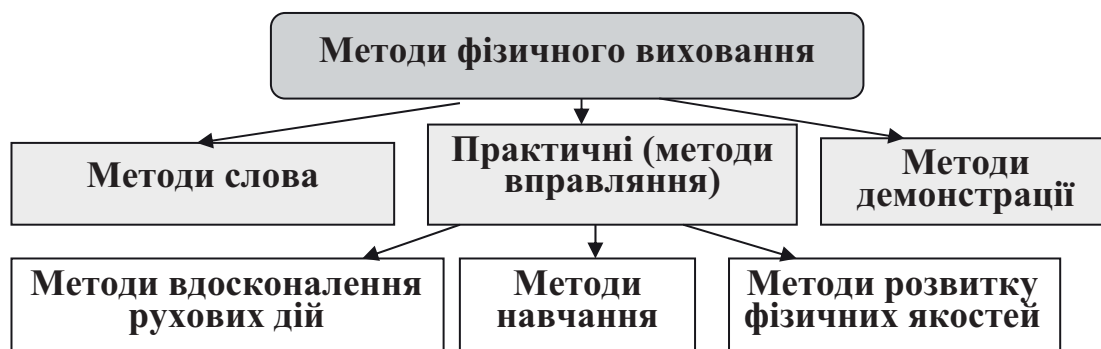 Методи фізичного виховання
Методи слова
Практичні (методи
вправляння)
Методи
демонстрації
Методи вдосконалення
рухових дій
Методи
навчання
Методи розвитку
фізичних якостей